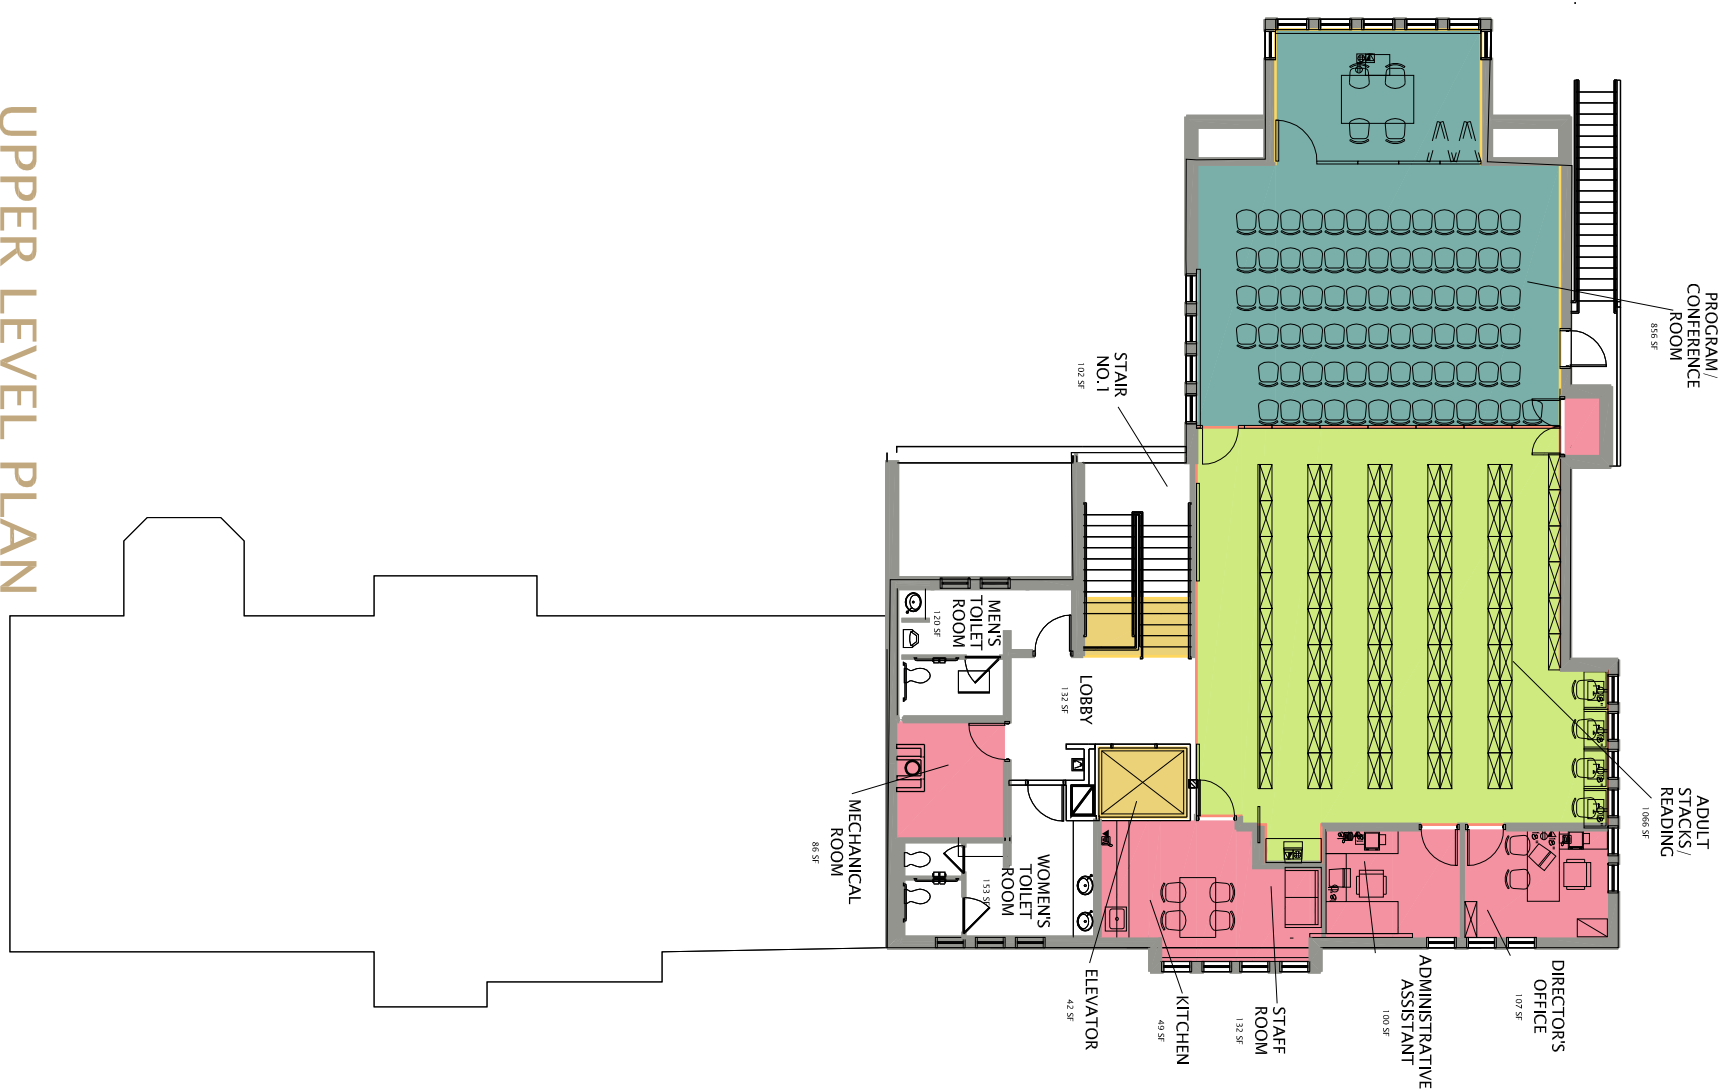 UPPER LEVEL PLAN
PROGRAM/
CONFERENCE
ROOM
856 SF
STAIR
NO.1
102 SF
ADULT
STACKS/
READING
1066 SF
MEN'S
TOILET
ROOM
120 SF
LOBBY
132 SF
MECHANICAL
ROOM
86 SF
WOMEN'S
TOILET
ROOM
153 SF
ELEVATOR
42 SF
KITCHEN
49 SF
STAFF
ROOM
132 SF
ADMINISTRATIVE
ASSISTANT
100 SF
DIRECTOR'S
OFFICE
107 SF